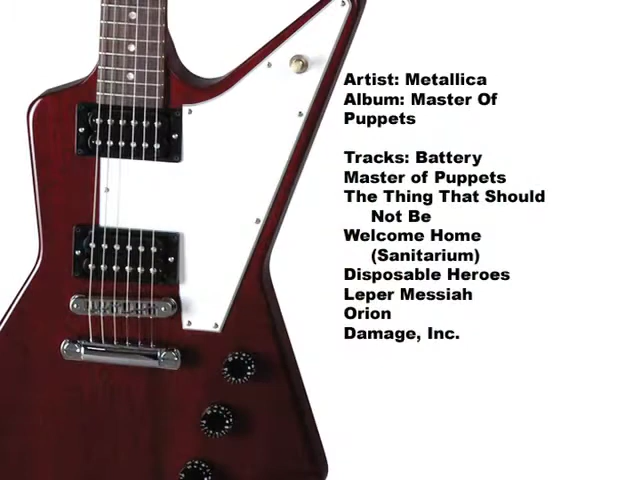 Artist: Metallica
Album: Master Of
Puppets
Tracks: Battery
Master of Puppets
The Thing That Should
Not Be
Welcome Home
(Sanitarium)
Disposable Heroes
Leper Messiah
Orion
Damage, Inc.